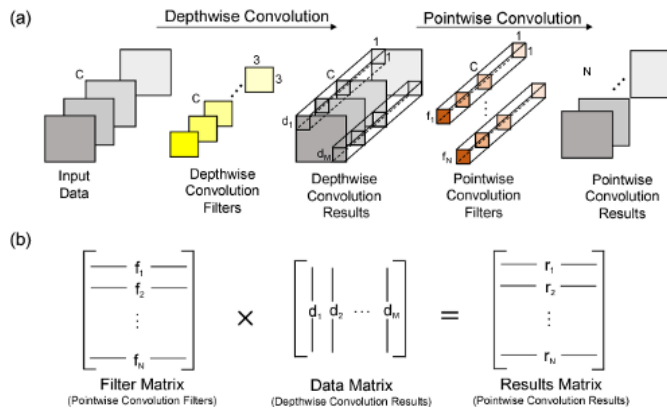 (a)
Depthwise Convolution
Pointwise Convolution
C
Input
Data
C
3
3
Depthwise
Convolution
Filters
1
1
C
d1
dM
Depthwise
Convolution
Results
1
1
C
f1
fN
Pointwise
Convolution
Filters
N
Pointwise
Convolution
Results
(b)
f1
f2
fN
Filter Matrix
(Pointwise Convolution Filters)
×
d1 d2 ... dM
Data Matrix
(Depthwise Convolution Results)
=
r1
r2
rN
Results Matrix
(Pointwise Convolution Results)